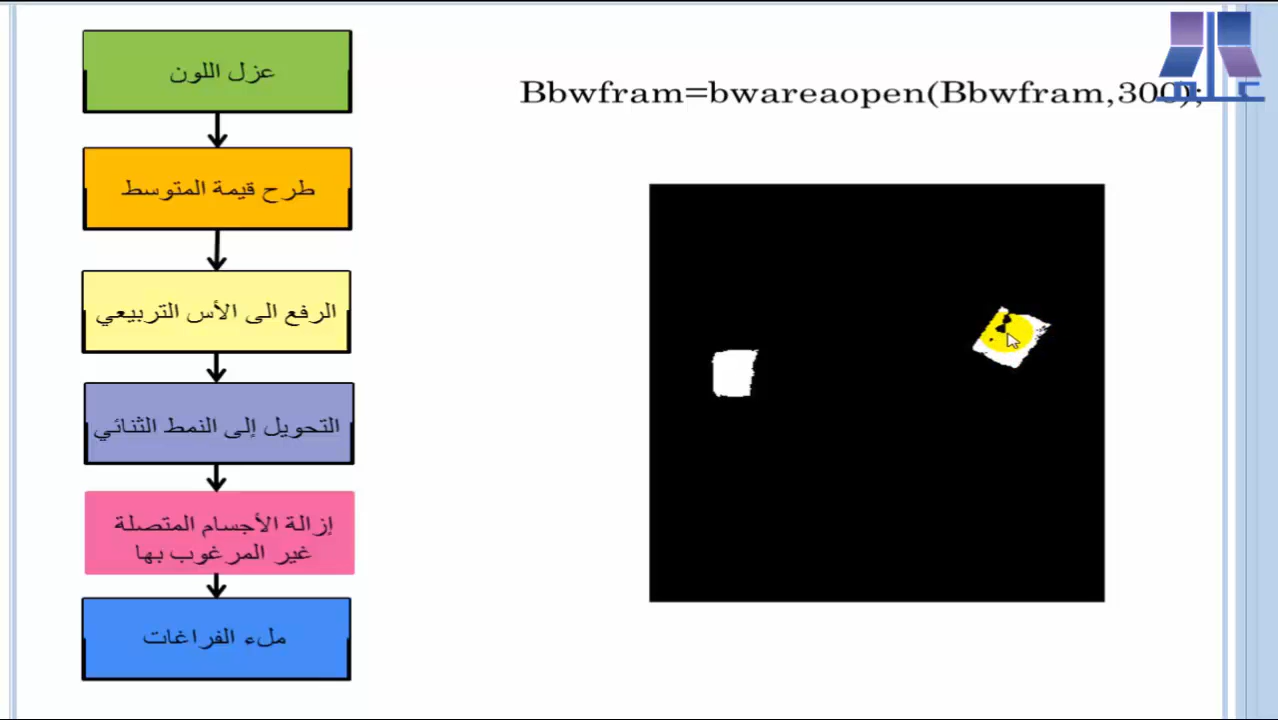 عزل اللون
طرح قيمة المتوسط
الرفع الى الأس التربيعي
التحويل إلى النمط الثنائي
إزالة الأجسام المتصلة
غير المرغوب بها
ملء الفراغات
Bbwfram=bwareaopen(Bbwfram,300);